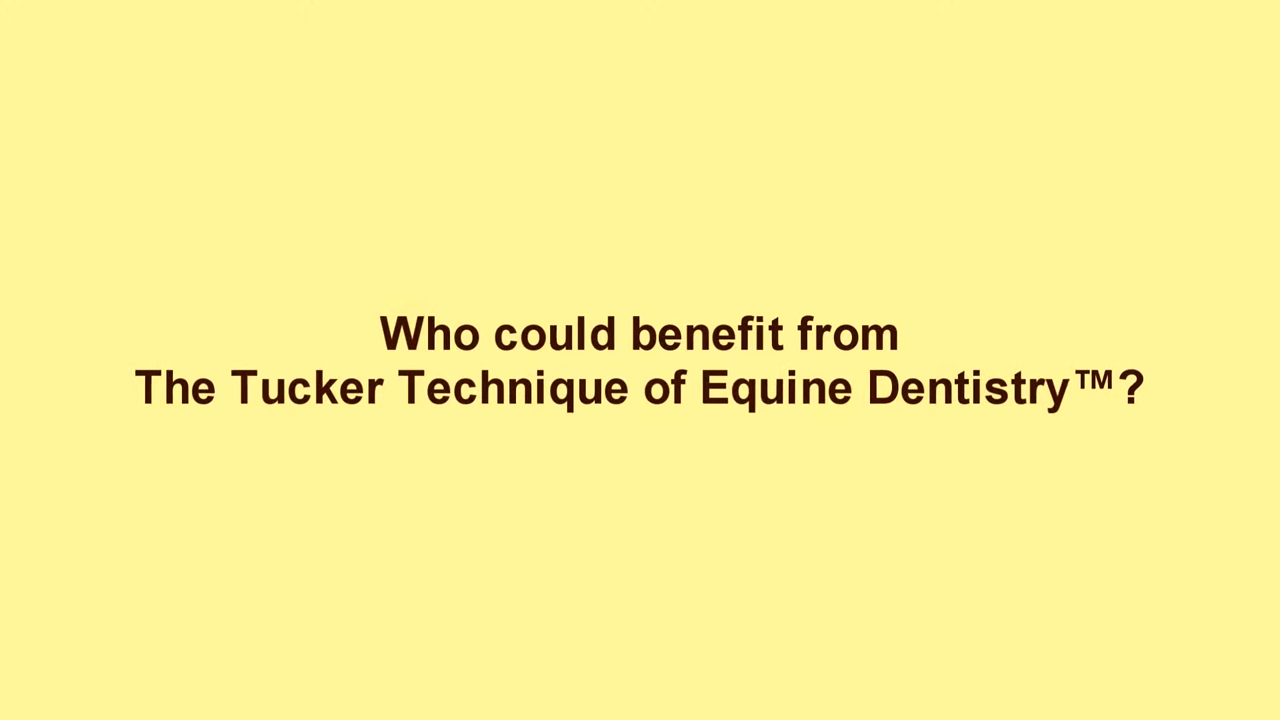 Who could benefit from
The Tucker Technique of Equine Dentistry™?